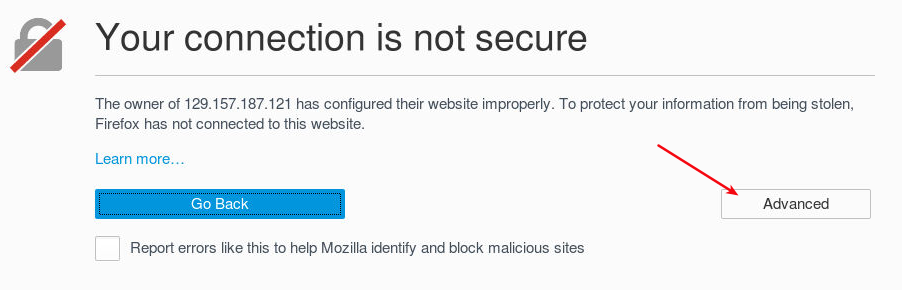 Your connection is not secure
The owner of 129.157.187.121 has configured their website improperly. To protect your information from being stolen,
Firefox has not connected to this website.
Learn more…
Go Back
Advanced
Report errors like this to help Mozilla identify and block malicious sites